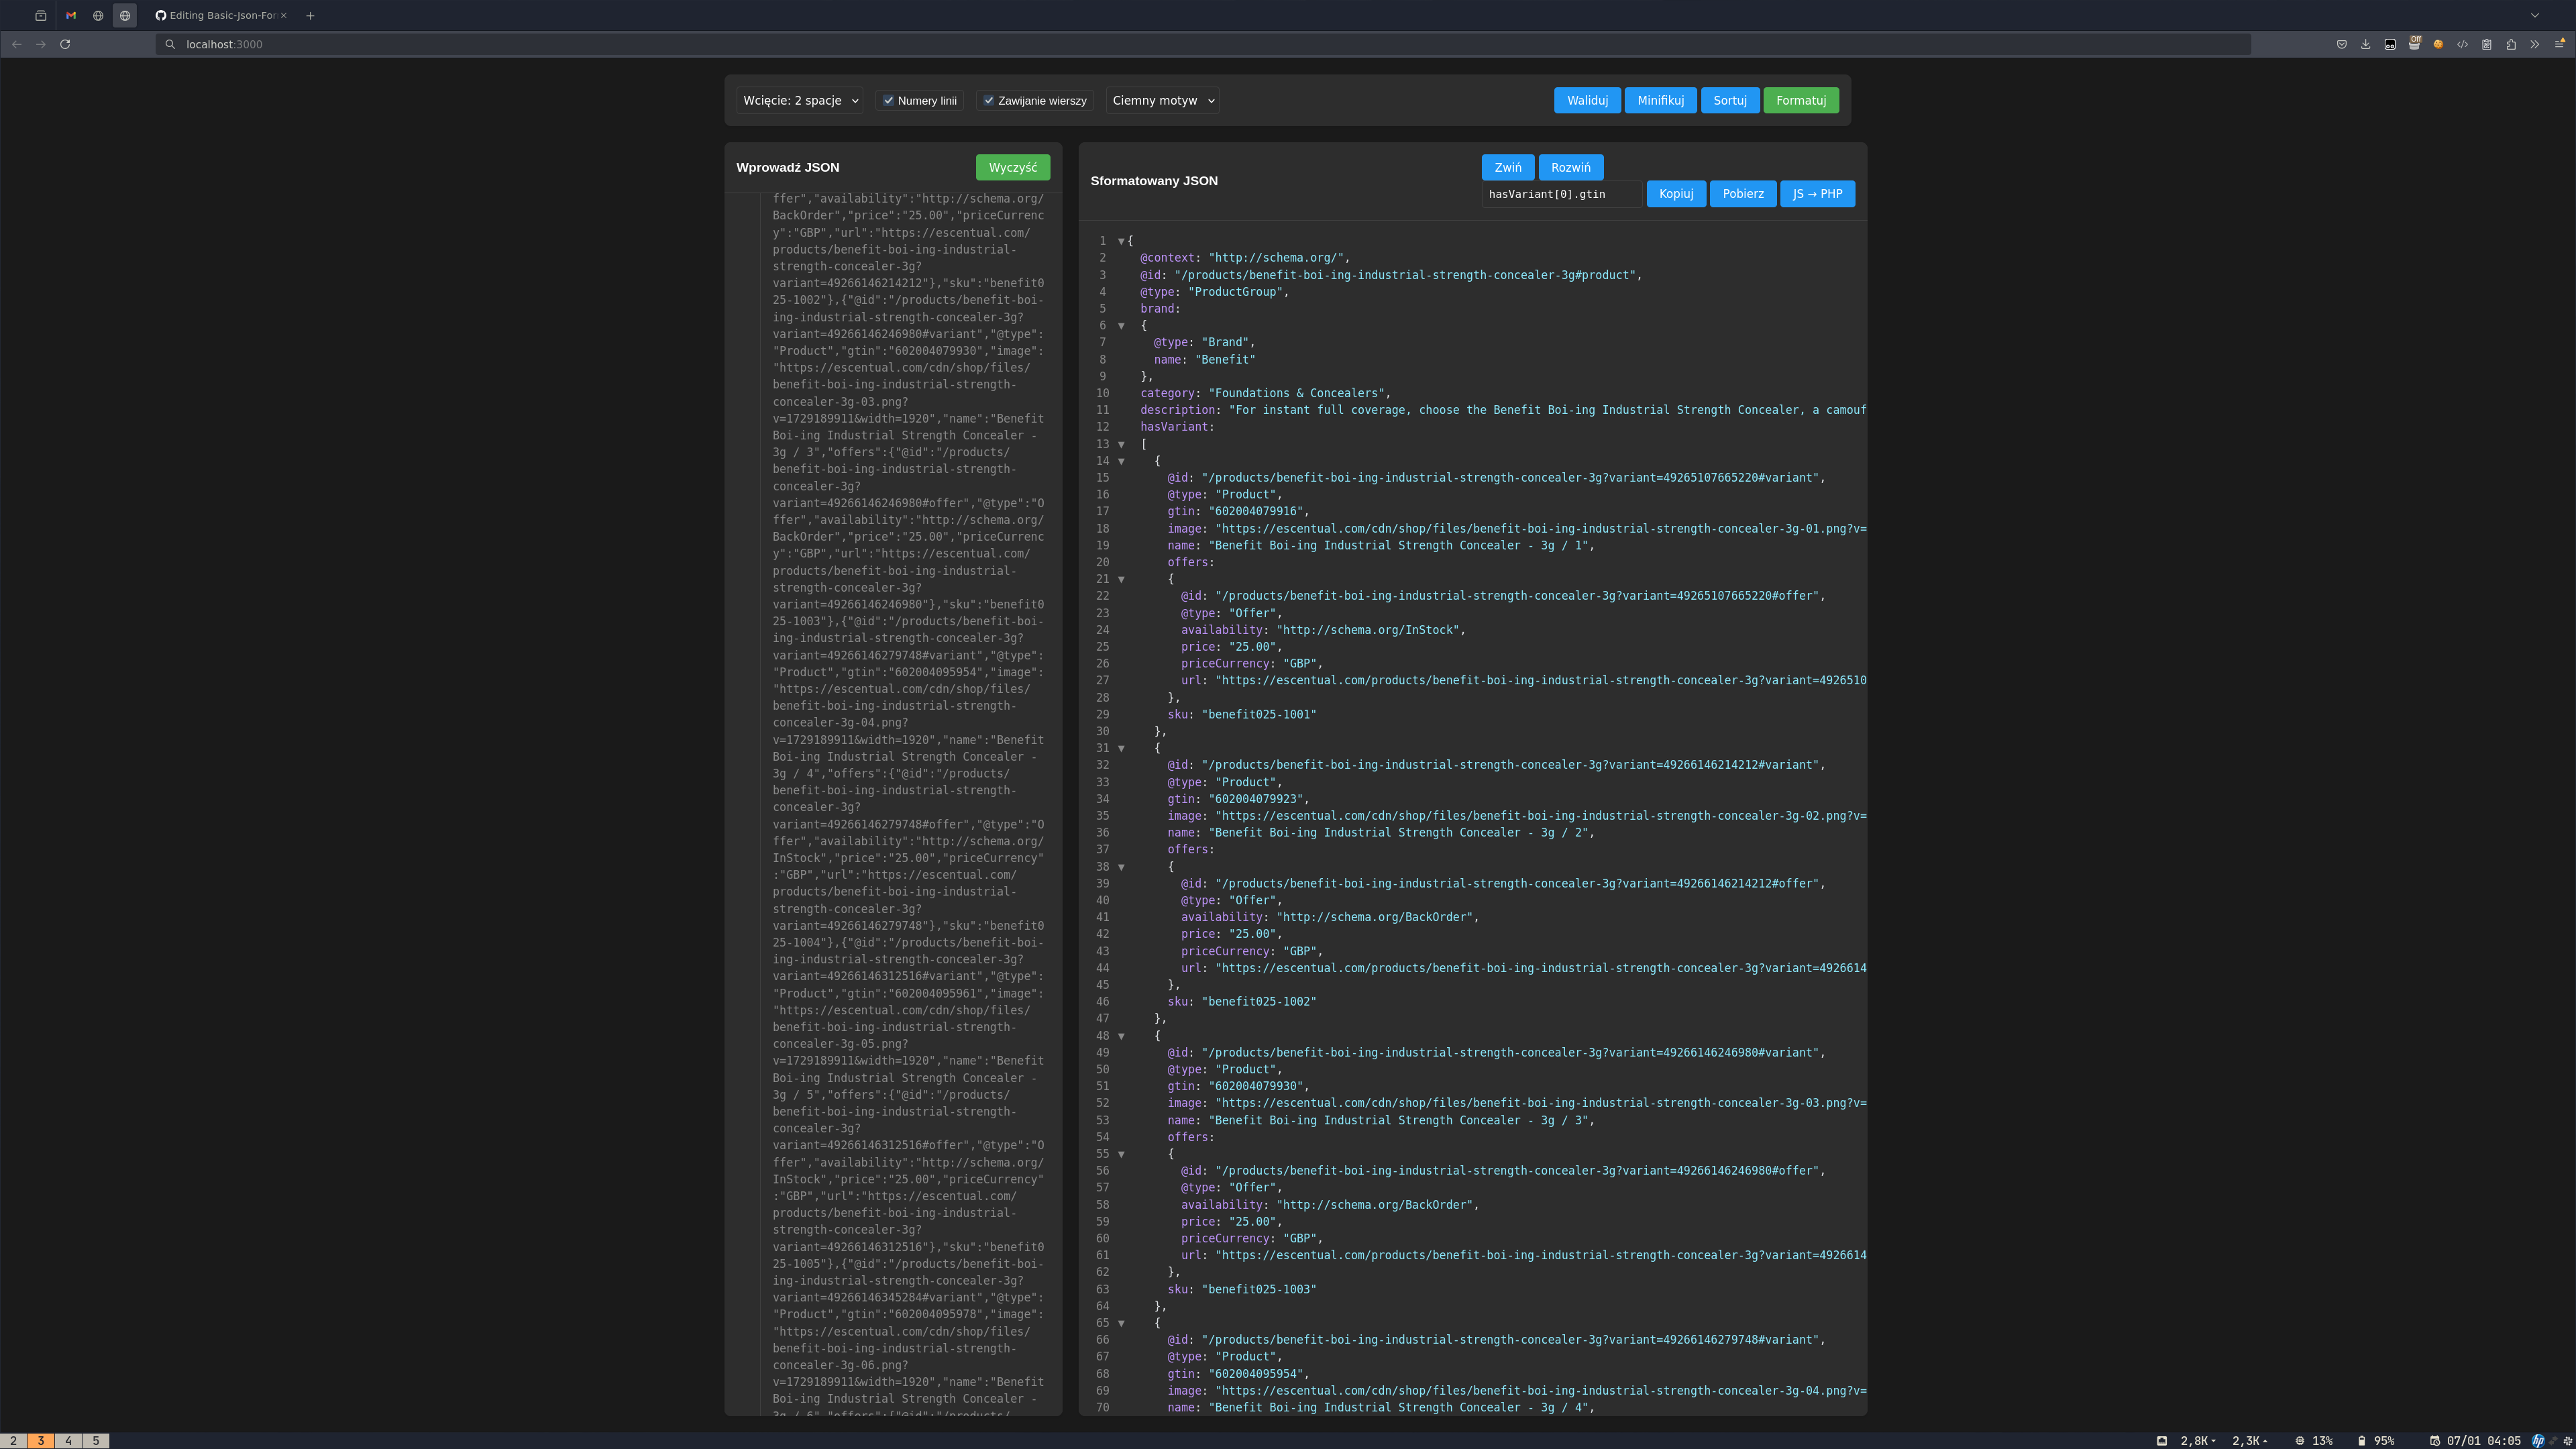 Editing Basic-Json-For
localhost:3000
Off
Wcięcie: 2 spacje
Numery linii
Zawijanie wierszy
Ciemny motyw
Waliduj
Minifikuj
Sortuj
Formatuj
Wprowadź JSON
Wyczyść
ffer","availability":"http://schema.org/
BackOrder","price":"25.00","priceCurrenc
y":"GBP","url":"https://escentual.com/
products/benefit-boi-ing-industrial-
strength-concealer-3g?
variant=49266146214212"},"sku":"benefit0
25-1002"},{"@id":"/products/benefit-boi-
ing-industrial-strength-concealer-3g?
variant=49266146246980#variant","@type":
"Product","gtin":"602004079930","image":
"https://escentual.com/cdn/shop/files/
benefit-boi-ing-industrial-strength-
concealer-3g-03.png?
v=1729189911&width=1920","name":"Benefit
Boi-ing Industrial Strength Concealer -
3g / 3","offers":{"@id":"/products/
benefit-boi-ing-industrial-strength-
concealer-3g?
variant=49266146246980#offer","@type":"O
ffer","availability":"http://schema.org/
BackOrder","price":"25.00","priceCurrenc
y":"GBP","url":"https://escentual.com/
products/benefit-boi-ing-industrial-
strength-concealer-3g?
variant=49266146246980"},"sku":"benefit0
25-1003"},{"@id":"/products/benefit-boi-
ing-industrial-strength-concealer-3g?
variant=49266146279748#variant","@type":
"Product","gtin":"602004095954","image":
"https://escentual.com/cdn/shop/files/
benefit-boi-ing-industrial-strength-
concealer-3g-04.png?
v=1729189911&width=1920","name":"Benefit
Boi-ing Industrial Strength Concealer -
3g / 4","offers":{"@id":"/products/
benefit-boi-ing-industrial-strength-
concealer-3g?
variant=49266146279748#offer","@type":"O
ffer","availability":"http://schema.org/
InStock","price":"25.00","priceCurrency"
:"GBP","url":"https://escentual.com/
products/benefit-boi-ing-industrial-
strength-concealer-3g?
variant=49266146279748"},"sku":"benefit0
25-1004"},{"@id":"/products/benefit-boi-
ing-industrial-strength-concealer-3g?
variant=49266146312516#variant","@type":
"Product","gtin":"602004095961","image":
"https://escentual.com/cdn/shop/files/
benefit-boi-ing-industrial-strength-
concealer-3g-05.png?
v=1729189911&width=1920","name":"Benefit
Boi-ing Industrial Strength Concealer -
3g / 5","offers":{"@id":"/products/
benefit-boi-ing-industrial-strength-
concealer-3g?
variant=49266146312516#offer","@type":"O
ffer","availability":"http://schema.org/
InStock","price":"25.00","priceCurrency"
:"GBP","url":"https://escentual.com/
products/benefit-boi-ing-industrial-
strength-concealer-3g?
variant=49266146312516"},"sku":"benefit0
25-1005"},{"@id":"/products/benefit-boi-
ing-industrial-strength-concealer-3g?
variant=49266146345284#variant","@type":
"Product","gtin":"602004095978","image":
"https://escentual.com/cdn/shop/files/
benefit-boi-ing-industrial-strength-
concealer-3g-06.png?
v=1729189911&width=1920","name":"Benefit
Boi-ing Industrial Strength Concealer -
3g / 6","offers":{"@id":"/products/
Sformatowany JSON
Zwiń
Rozwiń
hasVariant[0].gtin
Kopiuj
Pobierz
JS → PHP
1 ▼{
2 @context: "http://schema.org/",
3 @id: "/products/benefit-boi-ing-industrial-strength-concealer-3g#product",
4 @type: "ProductGroup",
5 brand:
6 ▼ {
7 @type: "Brand",
8 name: "Benefit"
9 },
10 category: "Foundations & Concealers",
11 description: "For instant full coverage, choose the Benefit Boi-ing Industrial Strength Concealer, a camouf
12 hasVariant:
13 ▼ [
14 ▼ {
15 @id: "/products/benefit-boi-ing-industrial-strength-concealer-3g?variant=49265107665220#variant",
16 @type: "Product",
17 gtin: "602004079916",
18 image: "https://escentual.com/cdn/shop/files/benefit-boi-ing-industrial-strength-concealer-3g-01.png?v=
19 name: "Benefit Boi-ing Industrial Strength Concealer - 3g / 1",
20 offers:
21 ▼ {
22 @id: "/products/benefit-boi-ing-industrial-strength-concealer-3g?variant=49265107665220#offer",
23 @type: "Offer",
24 availability: "http://schema.org/InStock",
25 price: "25.00",
26 priceCurrency: "GBP",
27 url: "https://escentual.com/products/benefit-boi-ing-industrial-strength-concealer-3g?variant=4926510
28 },
29 sku: "benefit025-1001"
30 },
31 ▼ {
32 @id: "/products/benefit-boi-ing-industrial-strength-concealer-3g?variant=49266146214212#variant",
33 @type: "Product",
34 gtin: "602004079923",
35 image: "https://escentual.com/cdn/shop/files/benefit-boi-ing-industrial-strength-concealer-3g-02.png?v=
36 name: "Benefit Boi-ing Industrial Strength Concealer - 3g / 2",
37 offers:
38 ▼ {
39 @id: "/products/benefit-boi-ing-industrial-strength-concealer-3g?variant=49266146214212#offer",
40 @type: "Offer",
41 availability: "http://schema.org/BackOrder",
42 price: "25.00",
43 priceCurrency: "GBP",
44 url: "https://escentual.com/products/benefit-boi-ing-industrial-strength-concealer-3g?variant=4926614
45 },
46 sku: "benefit025-1002"
47 },
48 ▼ {
49 @id: "/products/benefit-boi-ing-industrial-strength-concealer-3g?variant=49266146246980#variant",
50 @type: "Product",
51 gtin: "602004079930",
52 image: "https://escentual.com/cdn/shop/files/benefit-boi-ing-industrial-strength-concealer-3g-03.png?v=
53 name: "Benefit Boi-ing Industrial Strength Concealer - 3g / 3",
54 offers:
55 ▼ {
56 @id: "/products/benefit-boi-ing-industrial-strength-concealer-3g?variant=49266146246980#offer",
57 @type: "Offer",
58 availability: "http://schema.org/BackOrder",
59 price: "25.00",
60 priceCurrency: "GBP",
61 url: "https://escentual.com/products/benefit-boi-ing-industrial-strength-concealer-3g?variant=4926614
62 },
63 sku: "benefit025-1003"
64 },
65 ▼ {
66 @id: "/products/benefit-boi-ing-industrial-strength-concealer-3g?variant=49266146279748#variant",
67 @type: "Product",
68 gtin: "602004095954",
69 image: "https://escentual.com/cdn/shop/files/benefit-boi-ing-industrial-strength-concealer-3g-04.png?v=
70 name: "Benefit Boi-ing Industrial Strength Concealer - 3g / 4",
2 3 4 5
2,8K 2,3K 13% 95% 07/01 04:05 hp